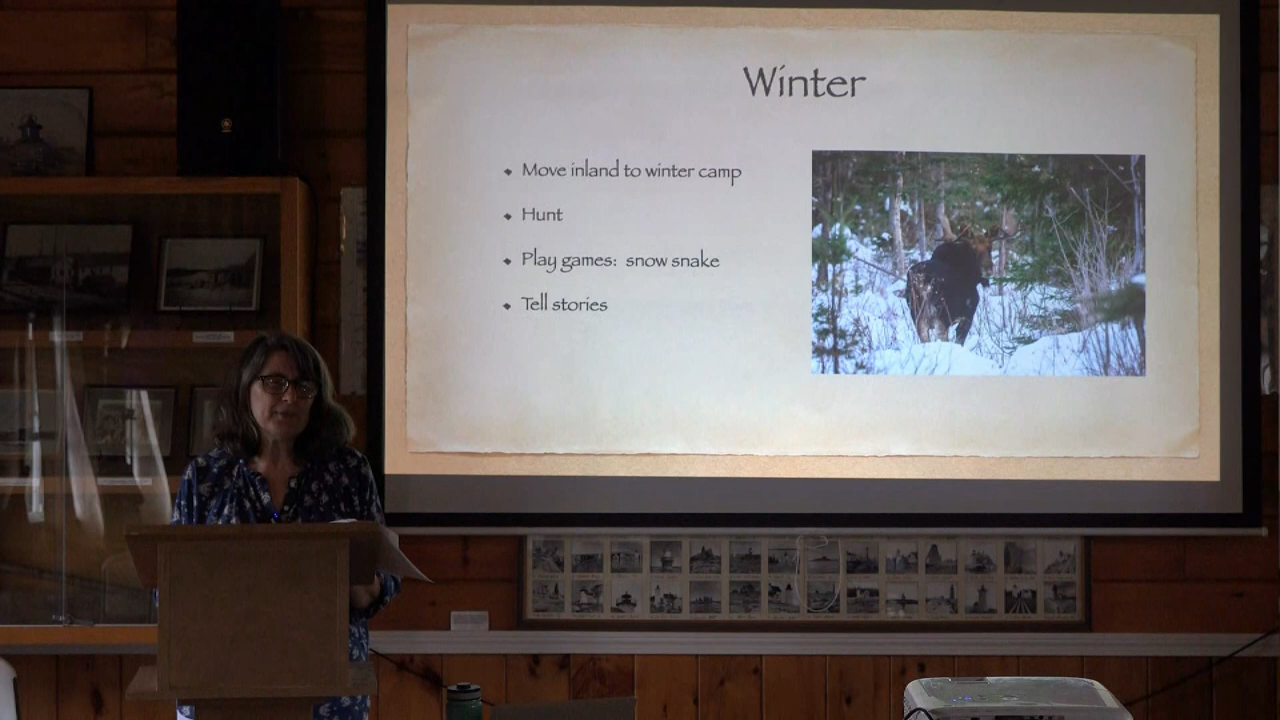 Winter
Move inland to winter camp
Hunt
Play games: snow snake
Tell stories